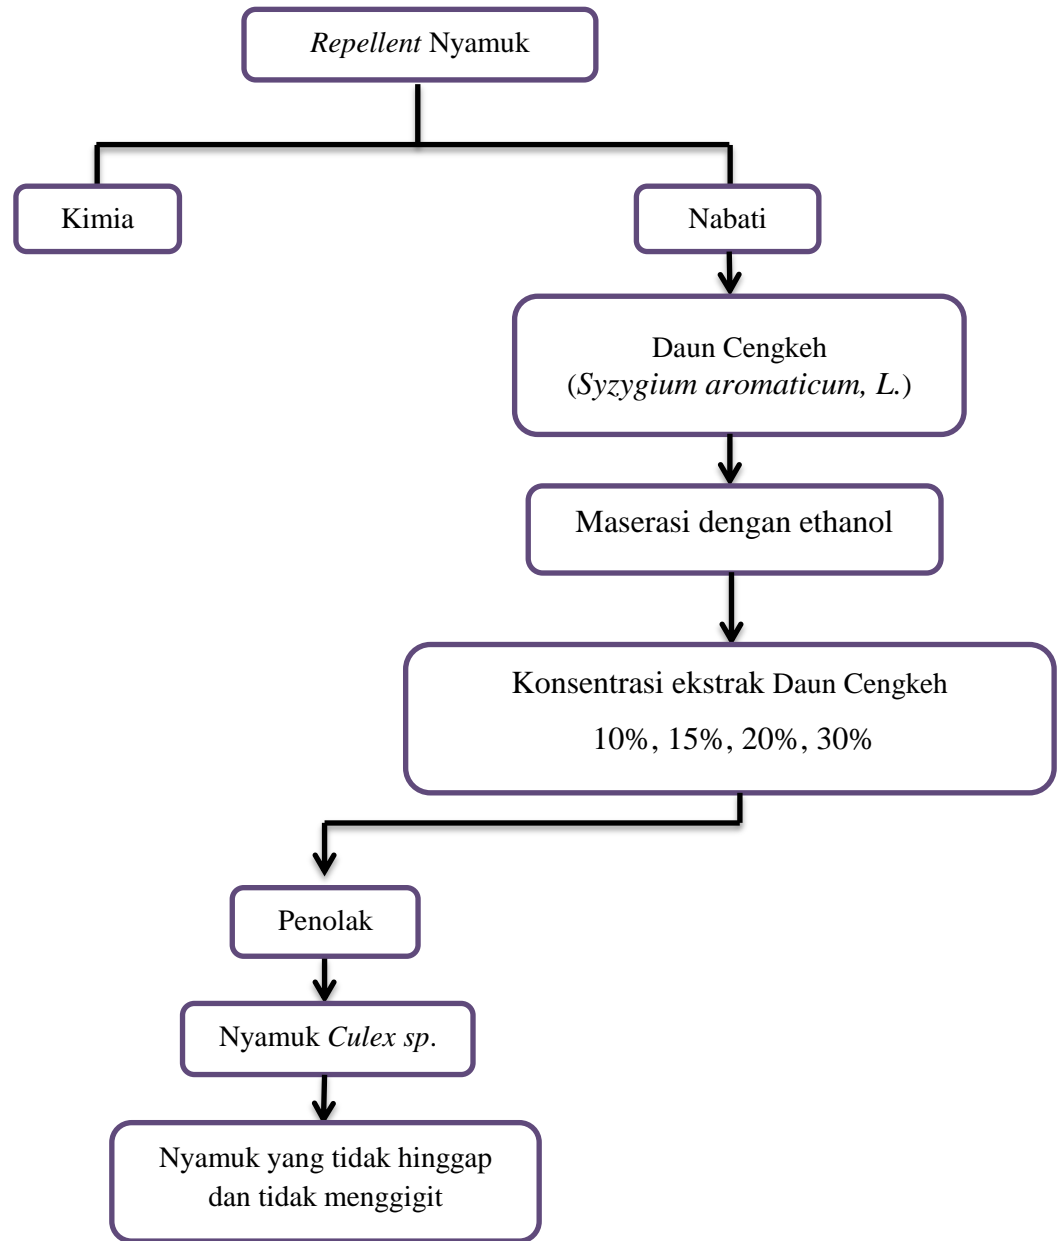 Repellent Nyamuk
Kimia
Nabati
Daun Cengkeh
(Syzygium aromaticum, L.)
Maserasi dengan ethanol
Konsentrasi ekstrak Daun Cengkeh
10%, 15%, 20%, 30%
Penolak
Nyamuk Culex sp.
Nyamuk yang tidak hinggap
dan tidak menggigit